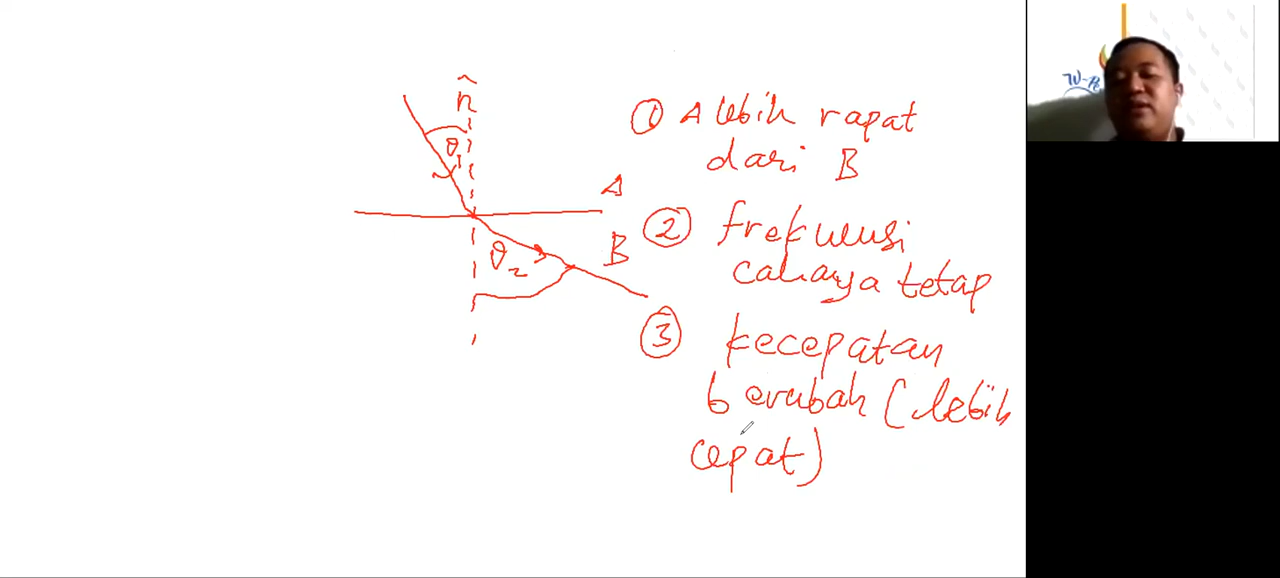 n̂
θ₁
A
B
θ₂
① A lebih rapat
dari B
② frekuensi
cahaya tetap
③ kecepatan
berubah (lebih
cepat)